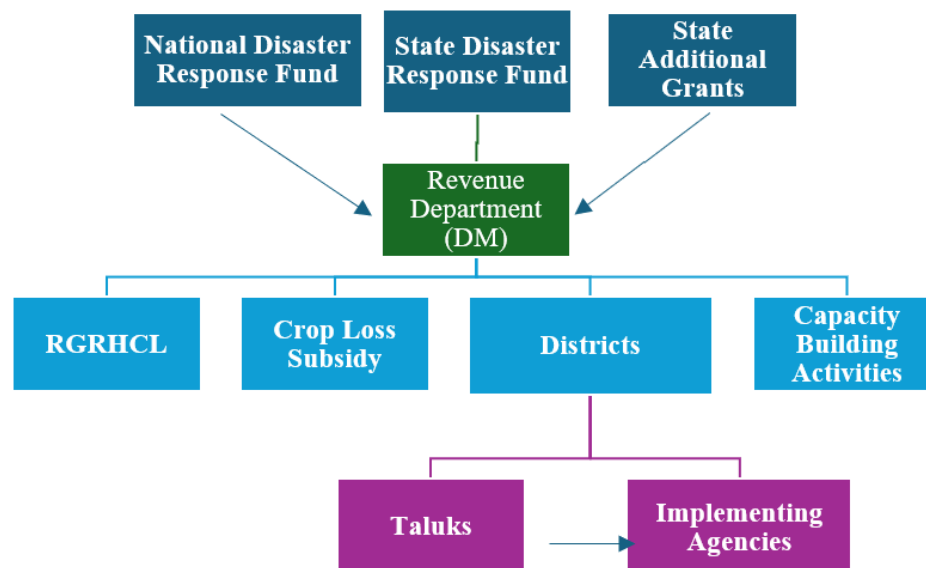 National Disaster
Response Fund
State Disaster
Response Fund
State
Additional
Grants
Revenue
Department
(DM)
RGRHCL
Crop Loss
Subsidy
Districts
Capacity
Building
Activities
Taluks
Implementing
Agencies